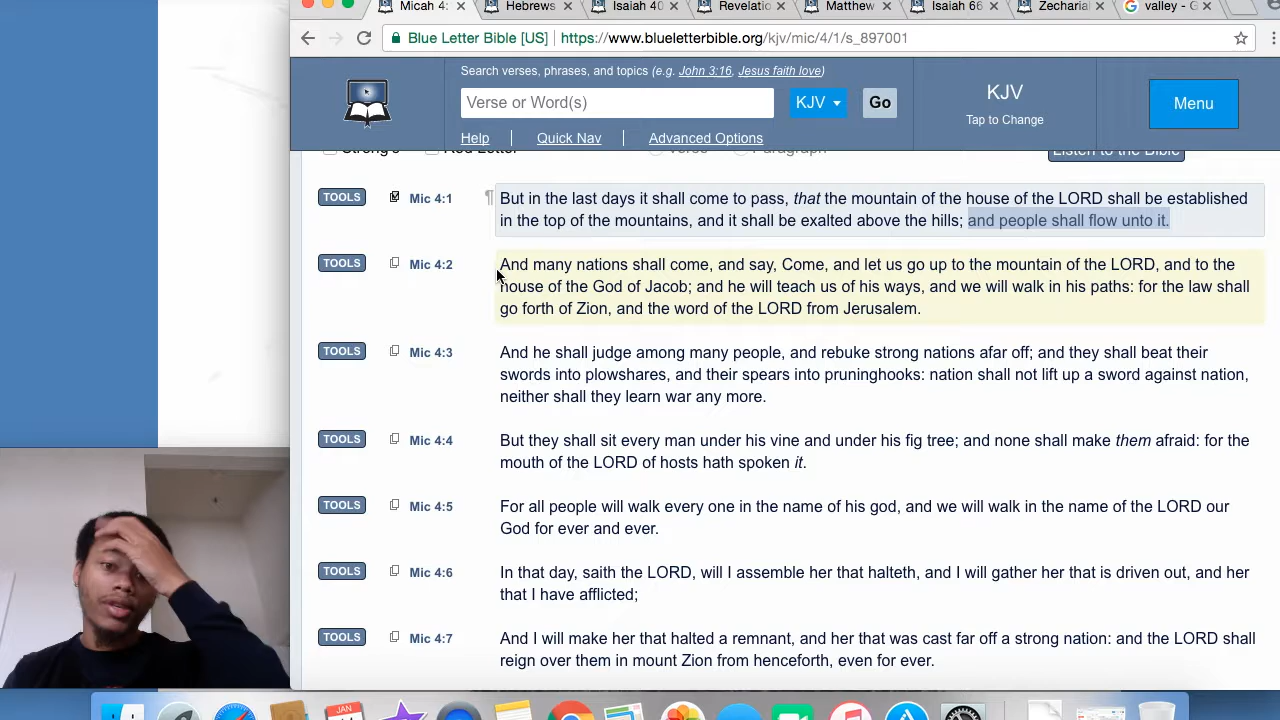 Micah 4:
Hebrews
Isaiah 40
Revelatio
Matthew
Isaiah 66
Zecharia
valley - G
Blue Letter Bible [US] https://www.blueletterbible.org/kjv/mic/4/1/s_897001
Search verses, phrases, and topics (e.g. John 3:16, Jesus faith love)
Verse or Word(s)
KJV
Go
KJV
Tap to Change
Menu
Help
Quick Nav
Advanced Options
Strong's
Red Letter
Verse
Paragraph
Listen to the Bible
TOOLS Mic 4:1 ¶ But in the last days it shall come to pass, that the mountain of the house of the LORD shall be established
in the top of the mountains, and it shall be exalted above the hills; and people shall flow unto it.
TOOLS Mic 4:2 And many nations shall come, and say, Come, and let us go up to the mountain of the LORD, and to the
house of the God of Jacob; and he will teach us of his ways, and we will walk in his paths: for the law shall
go forth of Zion, and the word of the LORD from Jerusalem.
TOOLS Mic 4:3 And he shall judge among many people, and rebuke strong nations afar off; and they shall beat their
swords into plowshares, and their spears into pruninghooks: nation shall not lift up a sword against nation,
neither shall they learn war any more.
TOOLS Mic 4:4 But they shall sit every man under his vine and under his fig tree; and none shall make them afraid: for the
mouth of the LORD of hosts hath spoken it.
TOOLS Mic 4:5 For all people will walk every one in the name of his god, and we will walk in the name of the LORD our
God for ever and ever.
TOOLS Mic 4:6 In that day, saith the LORD, will I assemble her that halteth, and I will gather her that is driven out, and her
that I have afflicted;
TOOLS Mic 4:7 And I will make her that halted a remnant, and her that was cast far off a strong nation: and the LORD shall
reign over them in mount Zion from henceforth, even for ever.
JAN